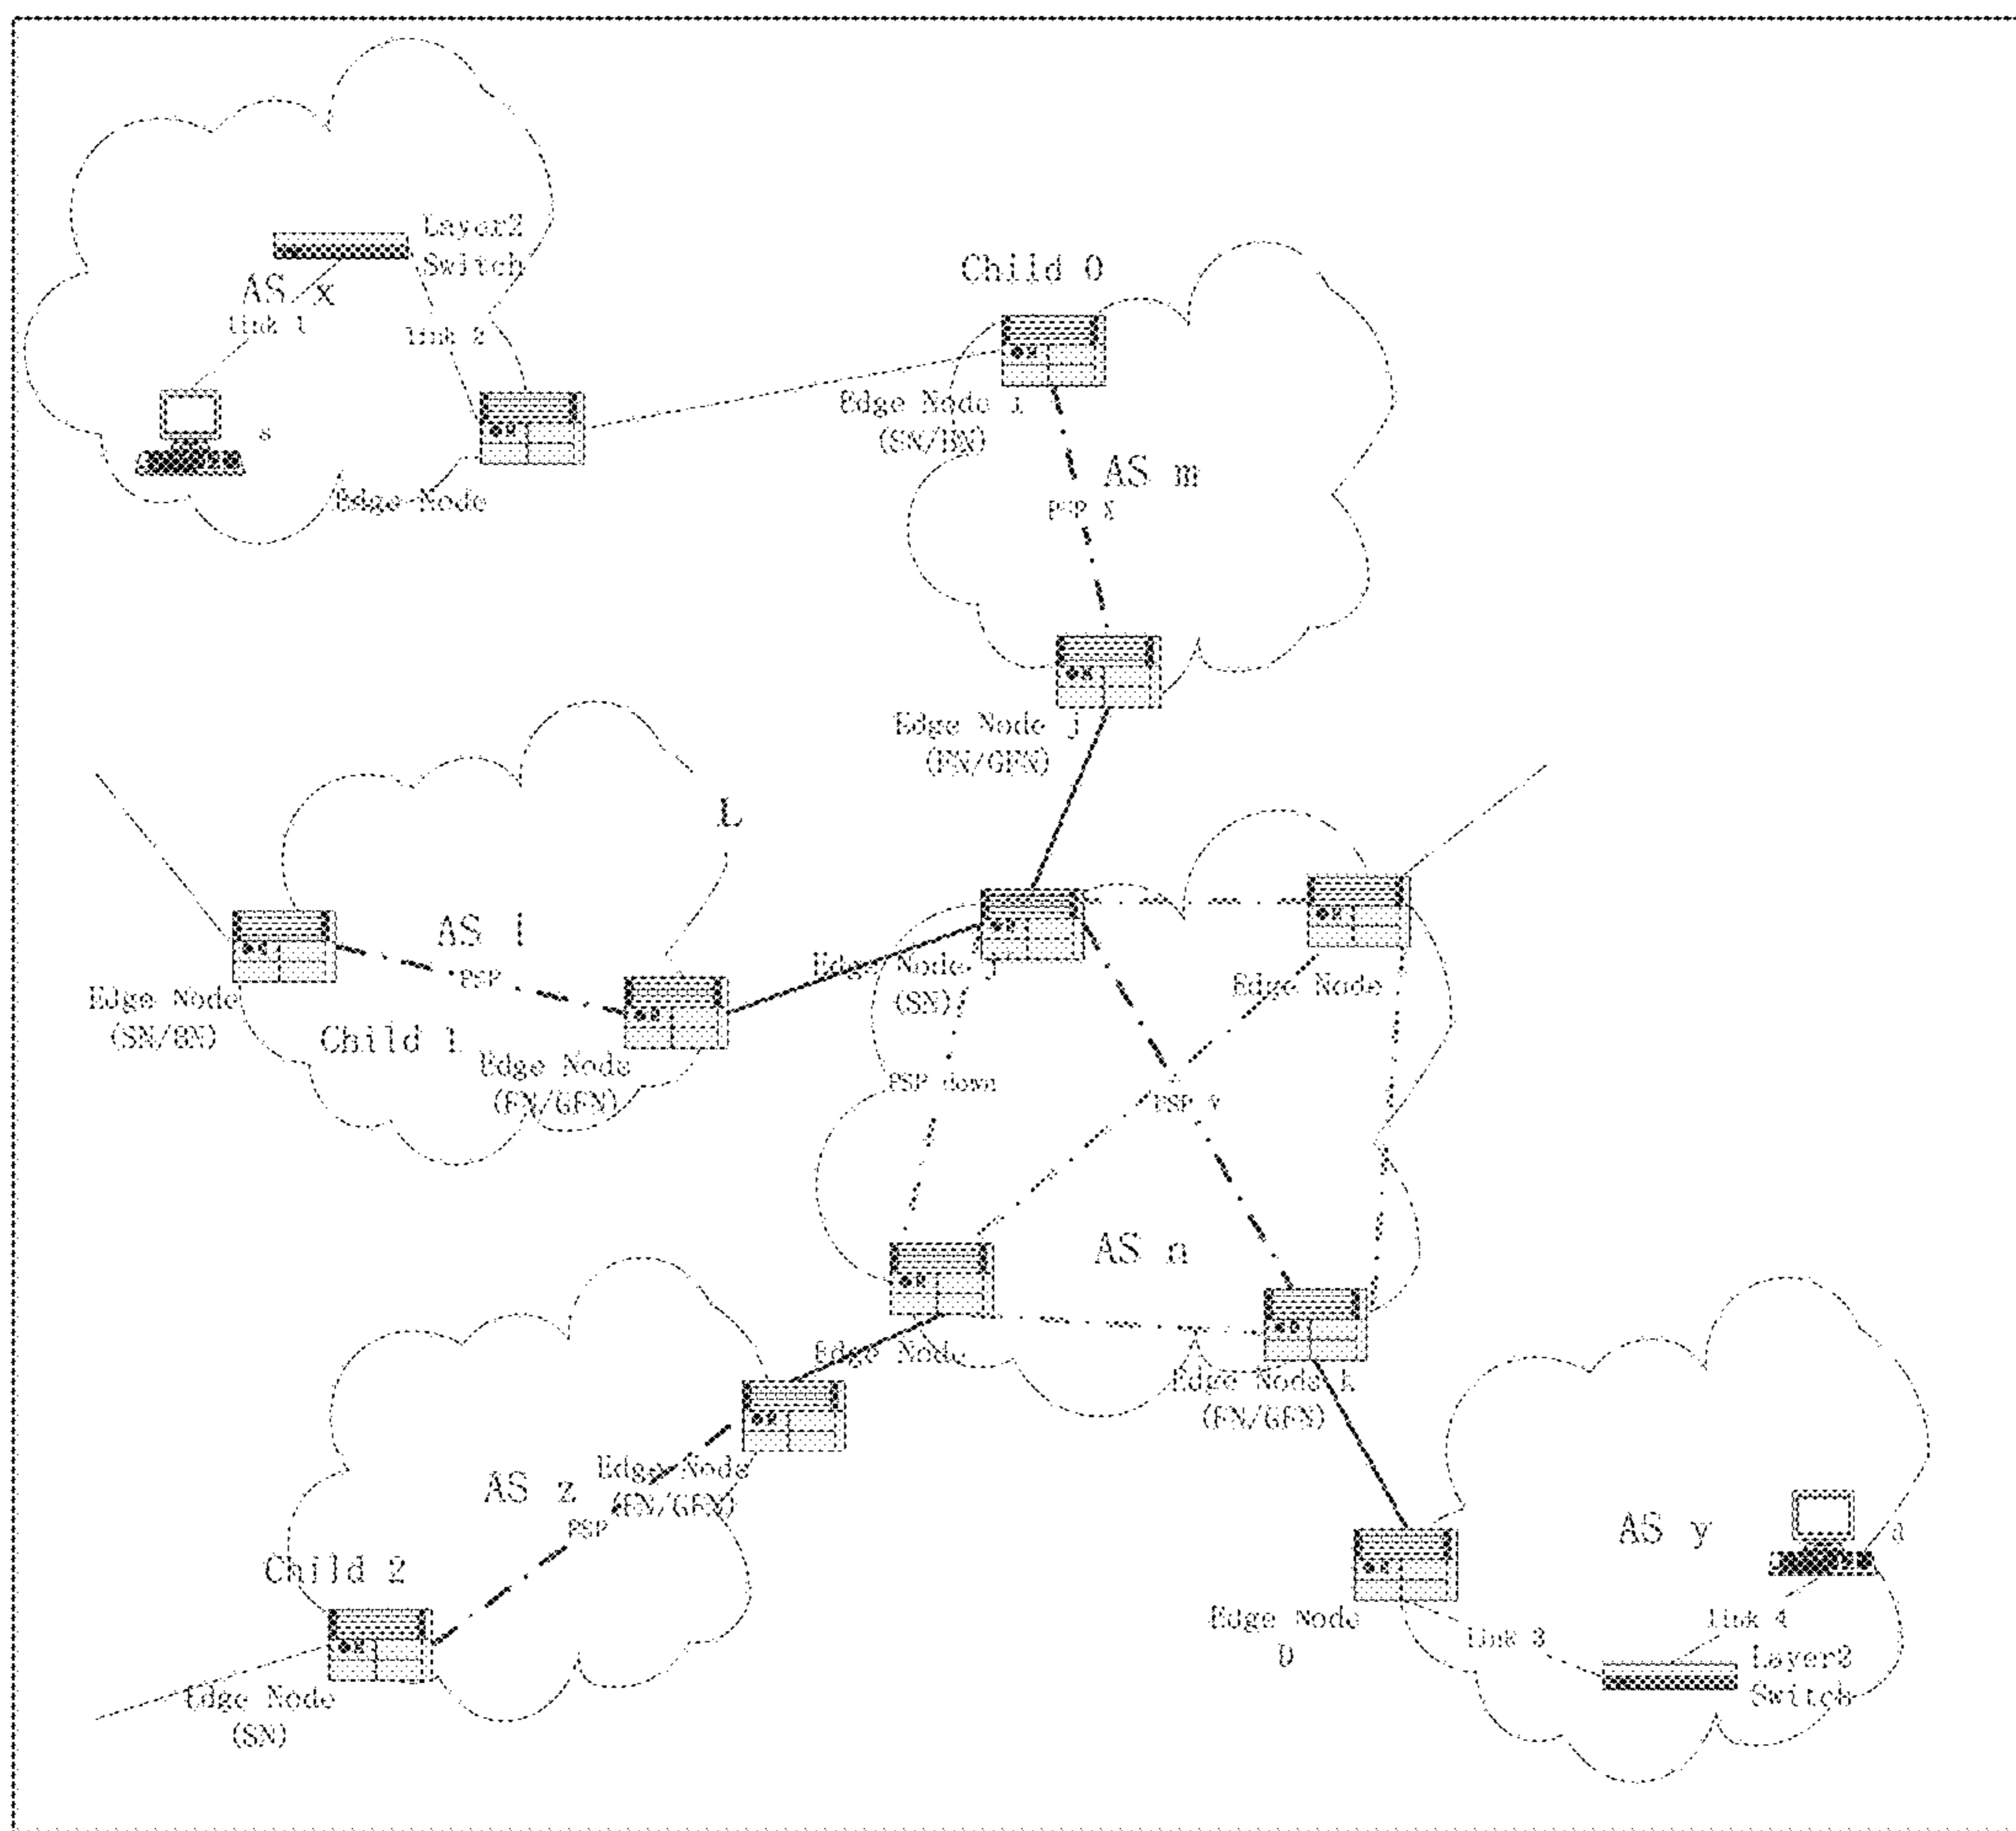 Layer2
Switch
AS x
link 1
link 2
s
Edge Node
Child 0
Edge Node i
(SN/BN)
AS m
PSP X
Edge Node j
(FN/GFN)
L
AS l
PSP
Edge Node
(SN/BN)
Child 1
Edge Node
(FN/GFN)
Edge Node j'
(SN)
Edge Node
PSP down
PSP Y
AS n
Edge Node
Edge Node k
(FN/GFN)
AS z
Edge Node
(FN/GFN)
PSP
Child 2
Edge Node
(SN)
AS y
Edge Node
D
link 3
link 4
Layer2
Switch